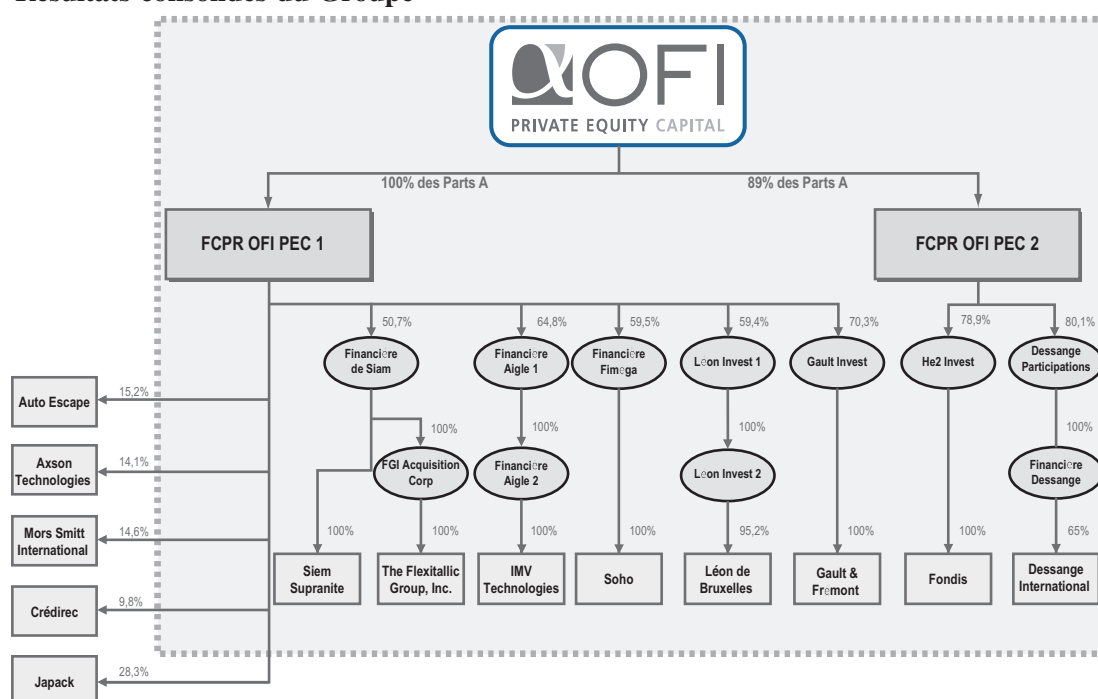 Résultats consolidés du Groupe
αOFI
PRIVATE EQUITY CAPITAL
100% des Parts A
89% des Parts A
FCPR OFI PEC 1
FCPR OFI PEC 2
50,7%
64,8%
59,5%
59,4%
70,3%
78,9%
80,1%
Financière
de Siam
Financière
Aigle 1
Financière
Fimèga
Léon Invest 1
Gault Invest
He2 Invest
Dessange
Participations
Auto Escape
15,2%
100%
100%
100%
100%
Axson
Technologies
14,1%
FGI Acquisition
Corp
Financière
Aigle 2
Léon Invest 2
Financière
Dessange
Mors Smitt
International
14,6%
100%
100%
100%
100%
95,2%
100%
100%
65%
Siem
Supranite
The Flexitallic
Group, Inc.
IMV
Technologies
Soho
Léon de
Bruxelles
Gault &
Frémont
Fondis
Dessange
International
Crédirec
9,8%
Japack
28,3%